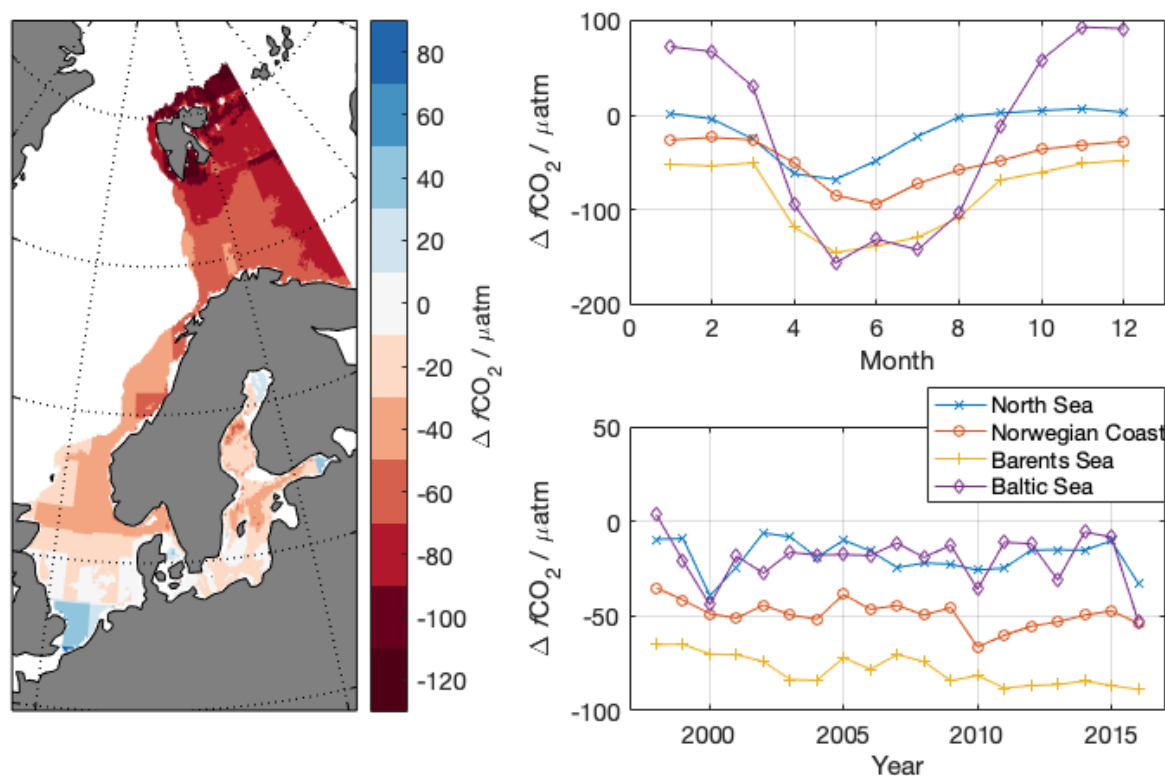 80
60
40
20
0
-20
-40
-60
-80
-100
-120
Δ fCO₂ / μatm
100
0
-100
-200
Δ fCO₂ / μatm
0 2 4 6 8 10 12
Month
North Sea
Norwegian Coast
Barents Sea
Baltic Sea
50
0
-50
-100
Δ fCO₂ / μatm
2000 2005 2010 2015
Year